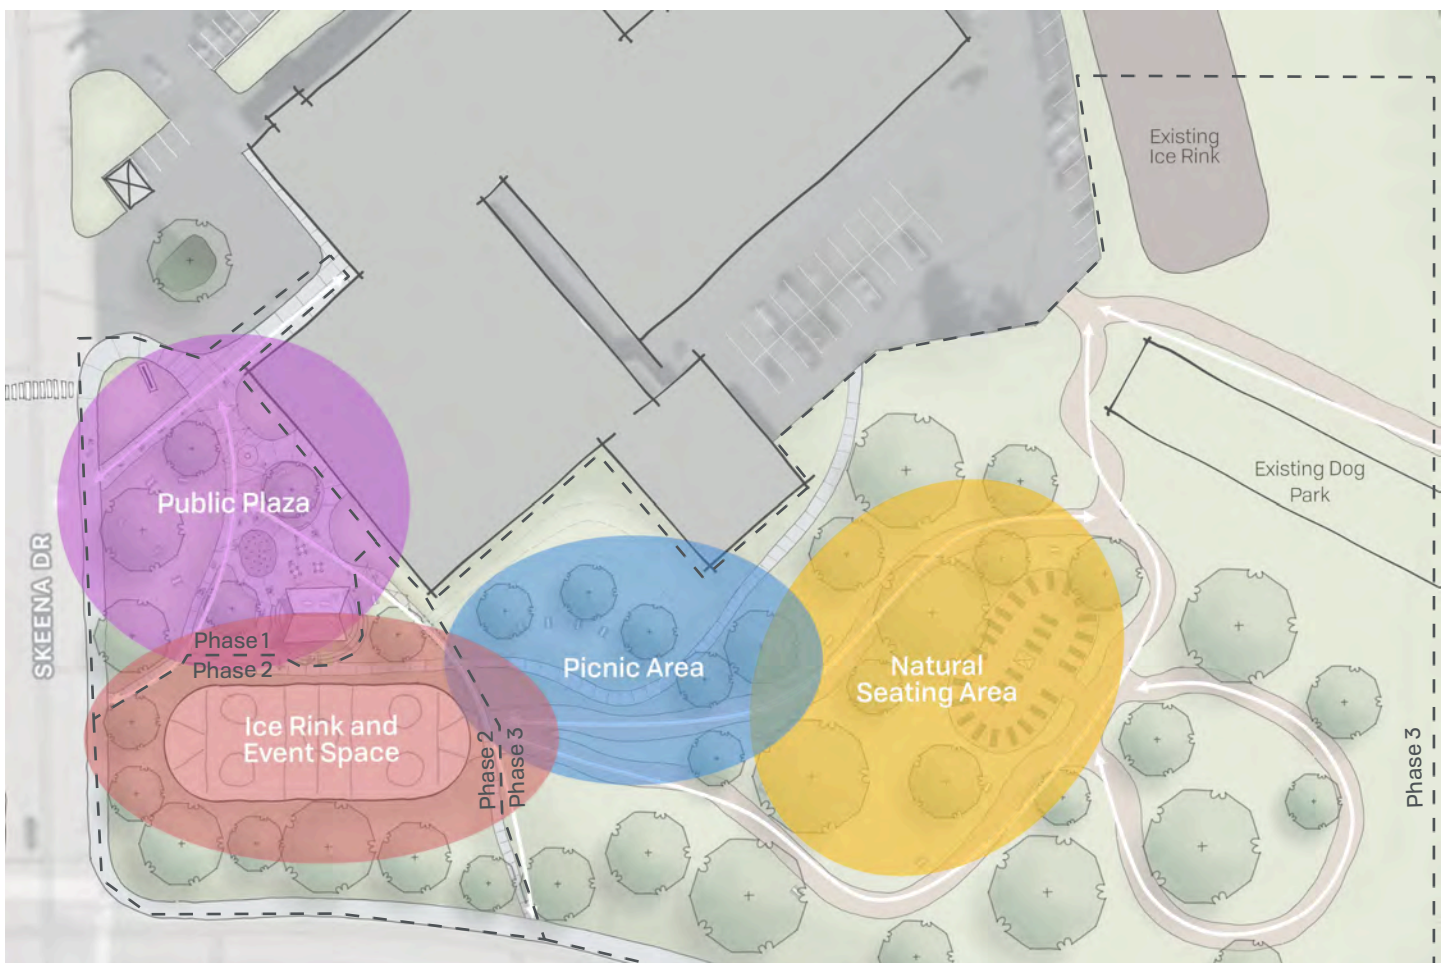 Existing
Ice Rink
Existing Dog
Park
Public Plaza
SKEENA DR
Phase 1
Phase 2
Picnic Area
Natural
Seating Area
Ice Rink and
Event Space
Phase 2
Phase 3
Phase 3